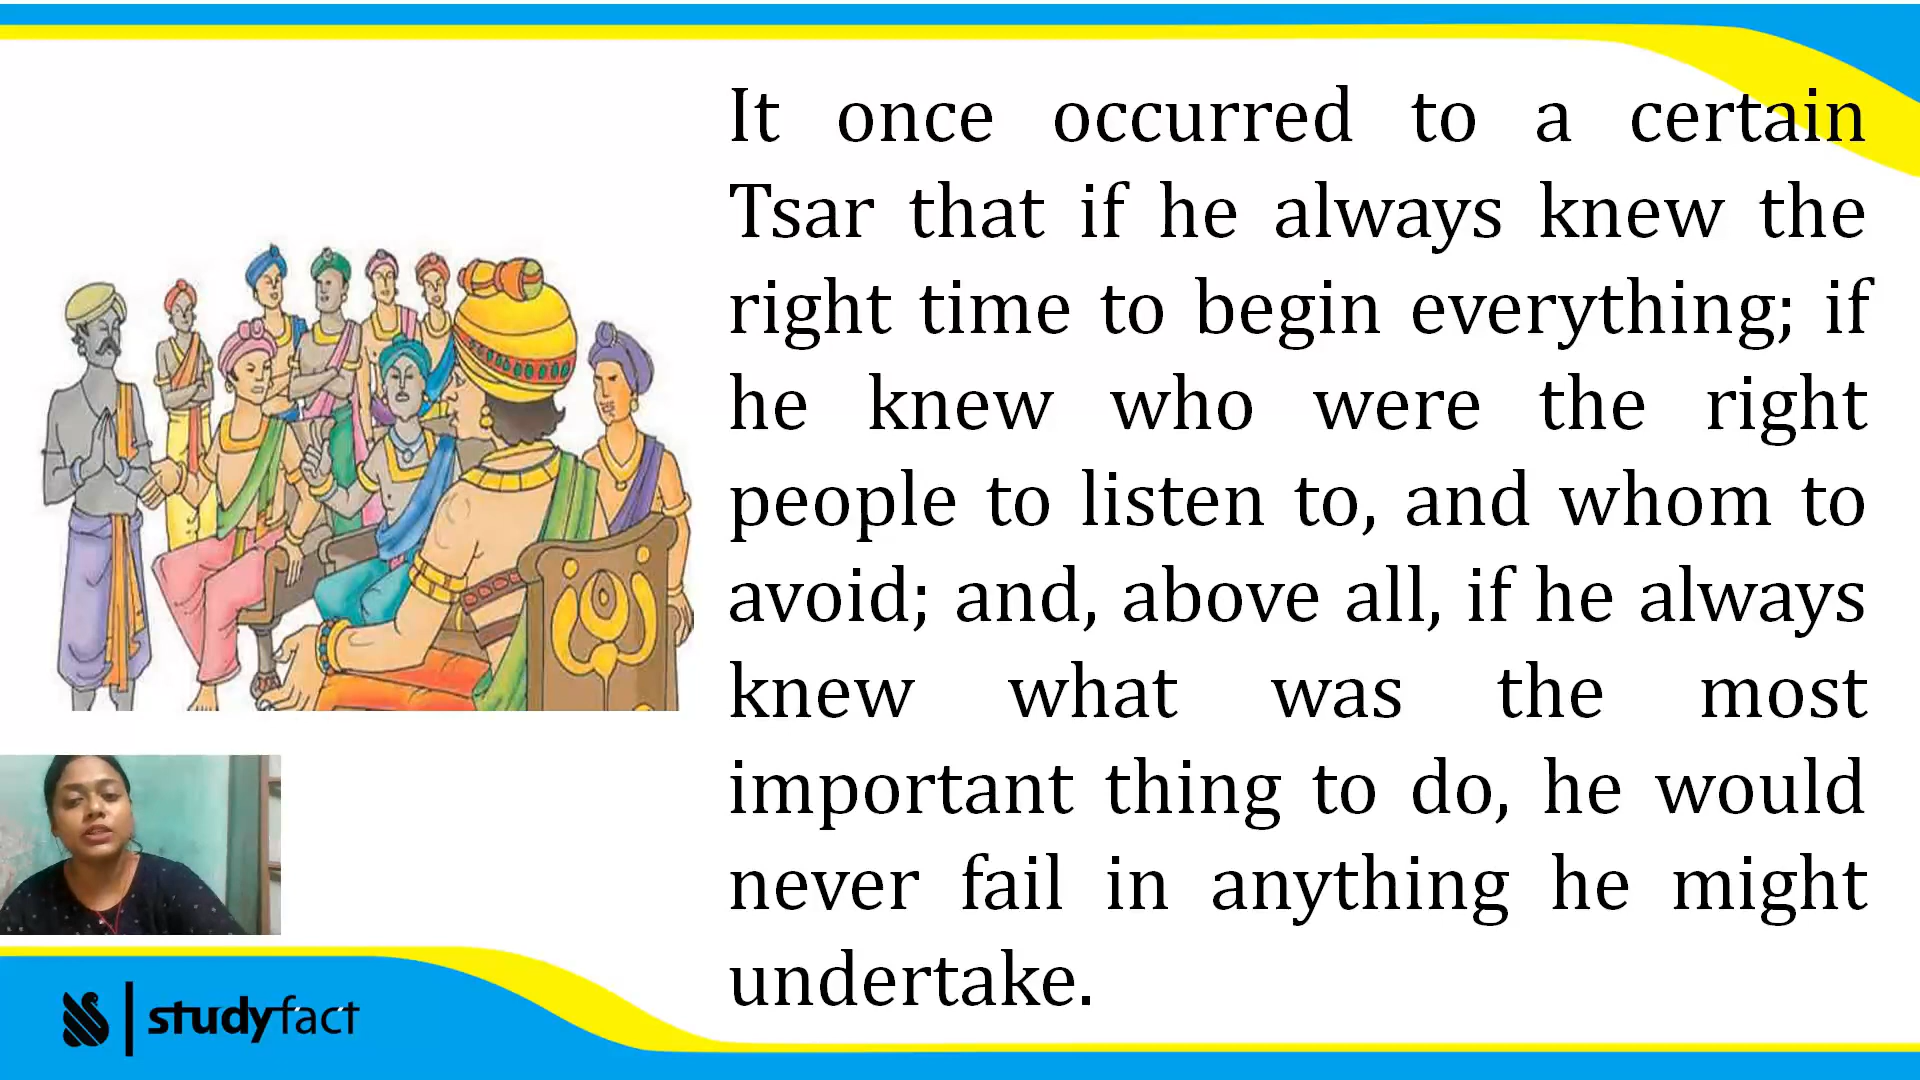 It once occurred to a certain
Tsar that if he always knew the
right time to begin everything; if
he knew who were the right
people to listen to, and whom to
avoid; and, above all, if he always
knew what was the most
important thing to do, he would
never fail in anything he might
undertake.
studyfact